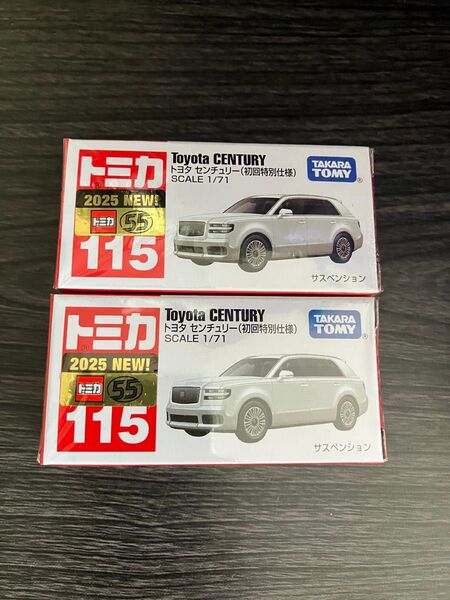 トミカ
2025 NEW!
トミカ 55
115
Toyota CENTURY
トヨタ センチュリー(初回特別仕様)
SCALE 1/71
TAKARA
TOMY
サスペンション
トミカ
2025 NEW!
トミカ 55
115
Toyota CENTURY
トヨタ センチュリー(初回特別仕様)
SCALE 1/71
TAKARA
TOMY
サスペンション